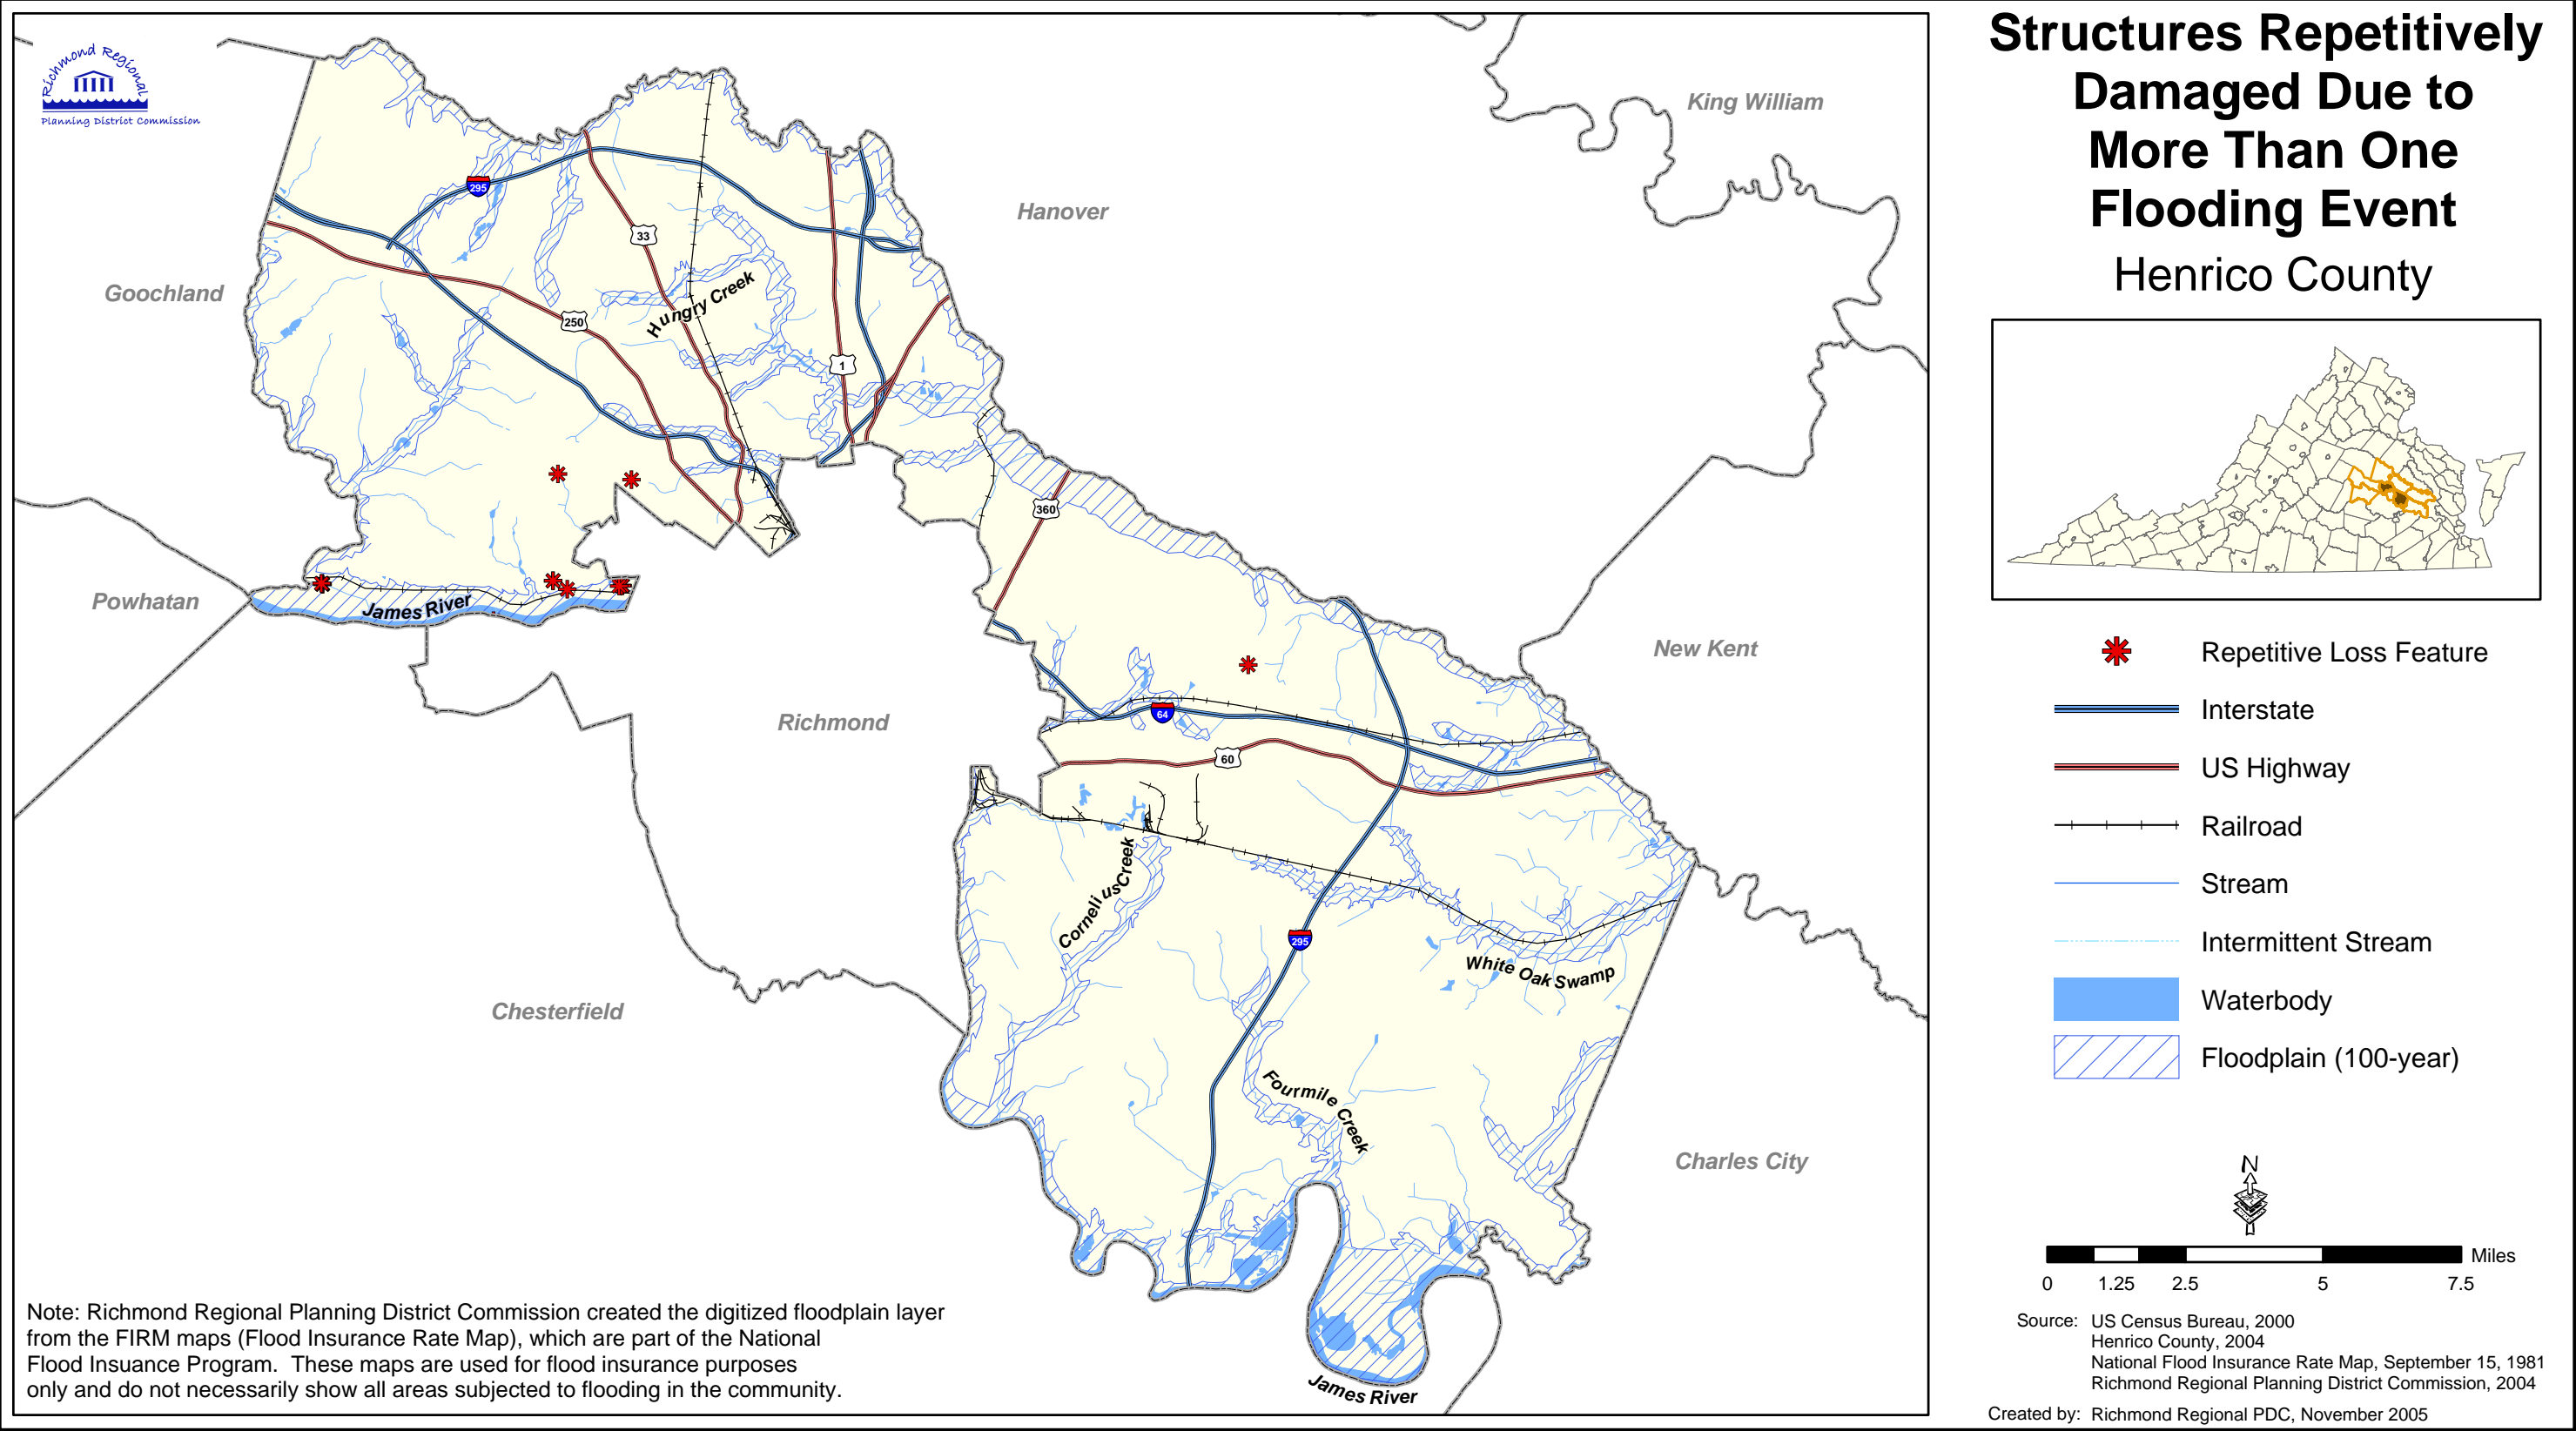 Structures Repetitively
Damaged Due to
More Than One
Flooding Event
Henrico County
Richmond Regional
Planning District Commission
King William
Hanover
Goochland
Powhatan
Richmond
New Kent
Chesterfield
Charles City
295
33
250
1
360
64
60
295
Hungry Creek
James River
Cornelius Creek
White Oak Swamp
Fourmile Creek
James River
Repetitive Loss Feature
Interstate
US Highway
Railroad
Stream
Intermittent Stream
Waterbody
Floodplain (100-year)
N
Miles
0 1.25 2.5 5 7.5
Source: US Census Bureau, 2000
Henrico County, 2004
National Flood Insurance Rate Map, September 15, 1981
Richmond Regional Planning District Commission, 2004
Created by: Richmond Regional PDC, November 2005
Note: Richmond Regional Planning District Commission created the digitized floodplain layer
from the FIRM maps (Flood Insurance Rate Map), which are part of the National
Flood Insuance Program. These maps are used for flood insurance purposes
only and do not necessarily show all areas subjected to flooding in the community.